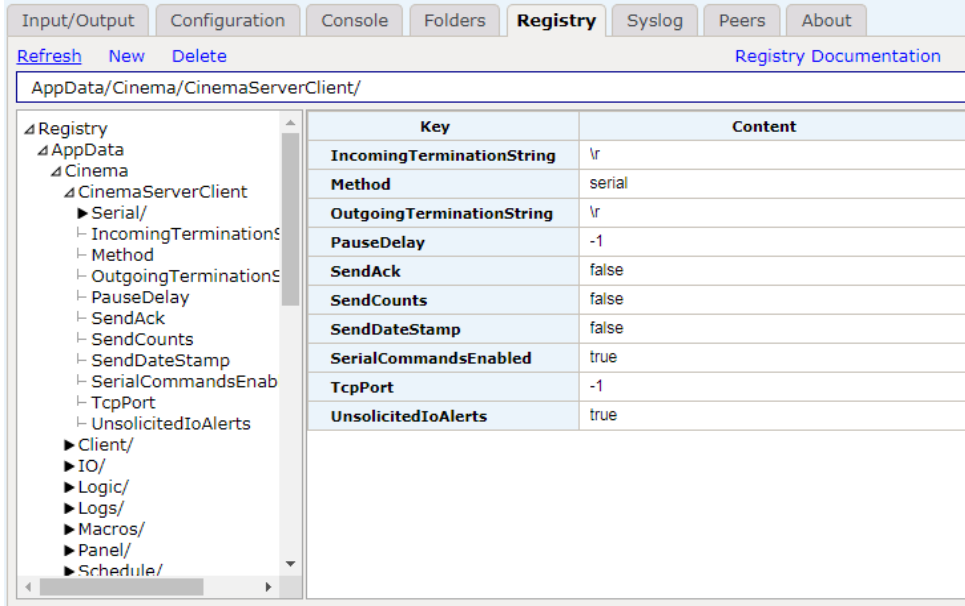 Input/Output Configuration Console Folders Registry Syslog Peers About
Refresh New Delete Registry Documentation
AppData/Cinema/CinemaServerClient/
Registry
AppData
Cinema
CinemaServerClient
Serial/
IncomingTerminationS
Method
OutgoingTerminationS
PauseDelay
SendAck
SendCounts
SendDateStamp
SerialCommandsEnab
TcpPort
UnsolicitedIoAlerts
Client/
IO/
Logic/
Logs/
Macros/
Panel/
Schedule/
Key Content
IncomingTerminationString \r
Method serial
OutgoingTerminationString \r
PauseDelay -1
SendAck false
SendCounts false
SendDateStamp false
SerialCommandsEnabled true
TcpPort -1
UnsolicitedIoAlerts true